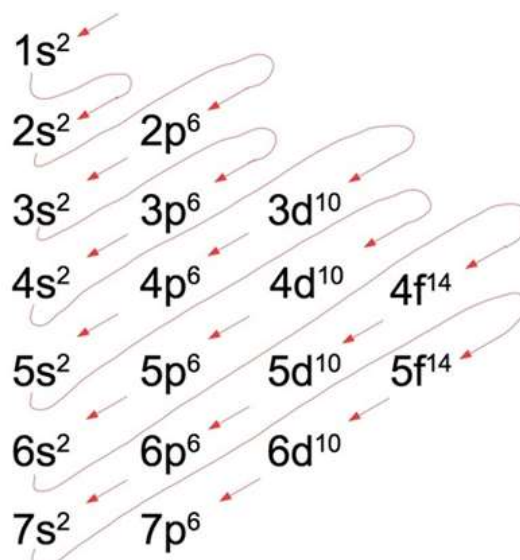 1s²
2s² 2p⁶
3s² 3p⁶ 3d¹⁰
4s² 4p⁶ 4d¹⁰ 4f¹⁴
5s² 5p⁶ 5d¹⁰ 5f¹⁴
6s² 6p⁶ 6d¹⁰
7s² 7p⁶